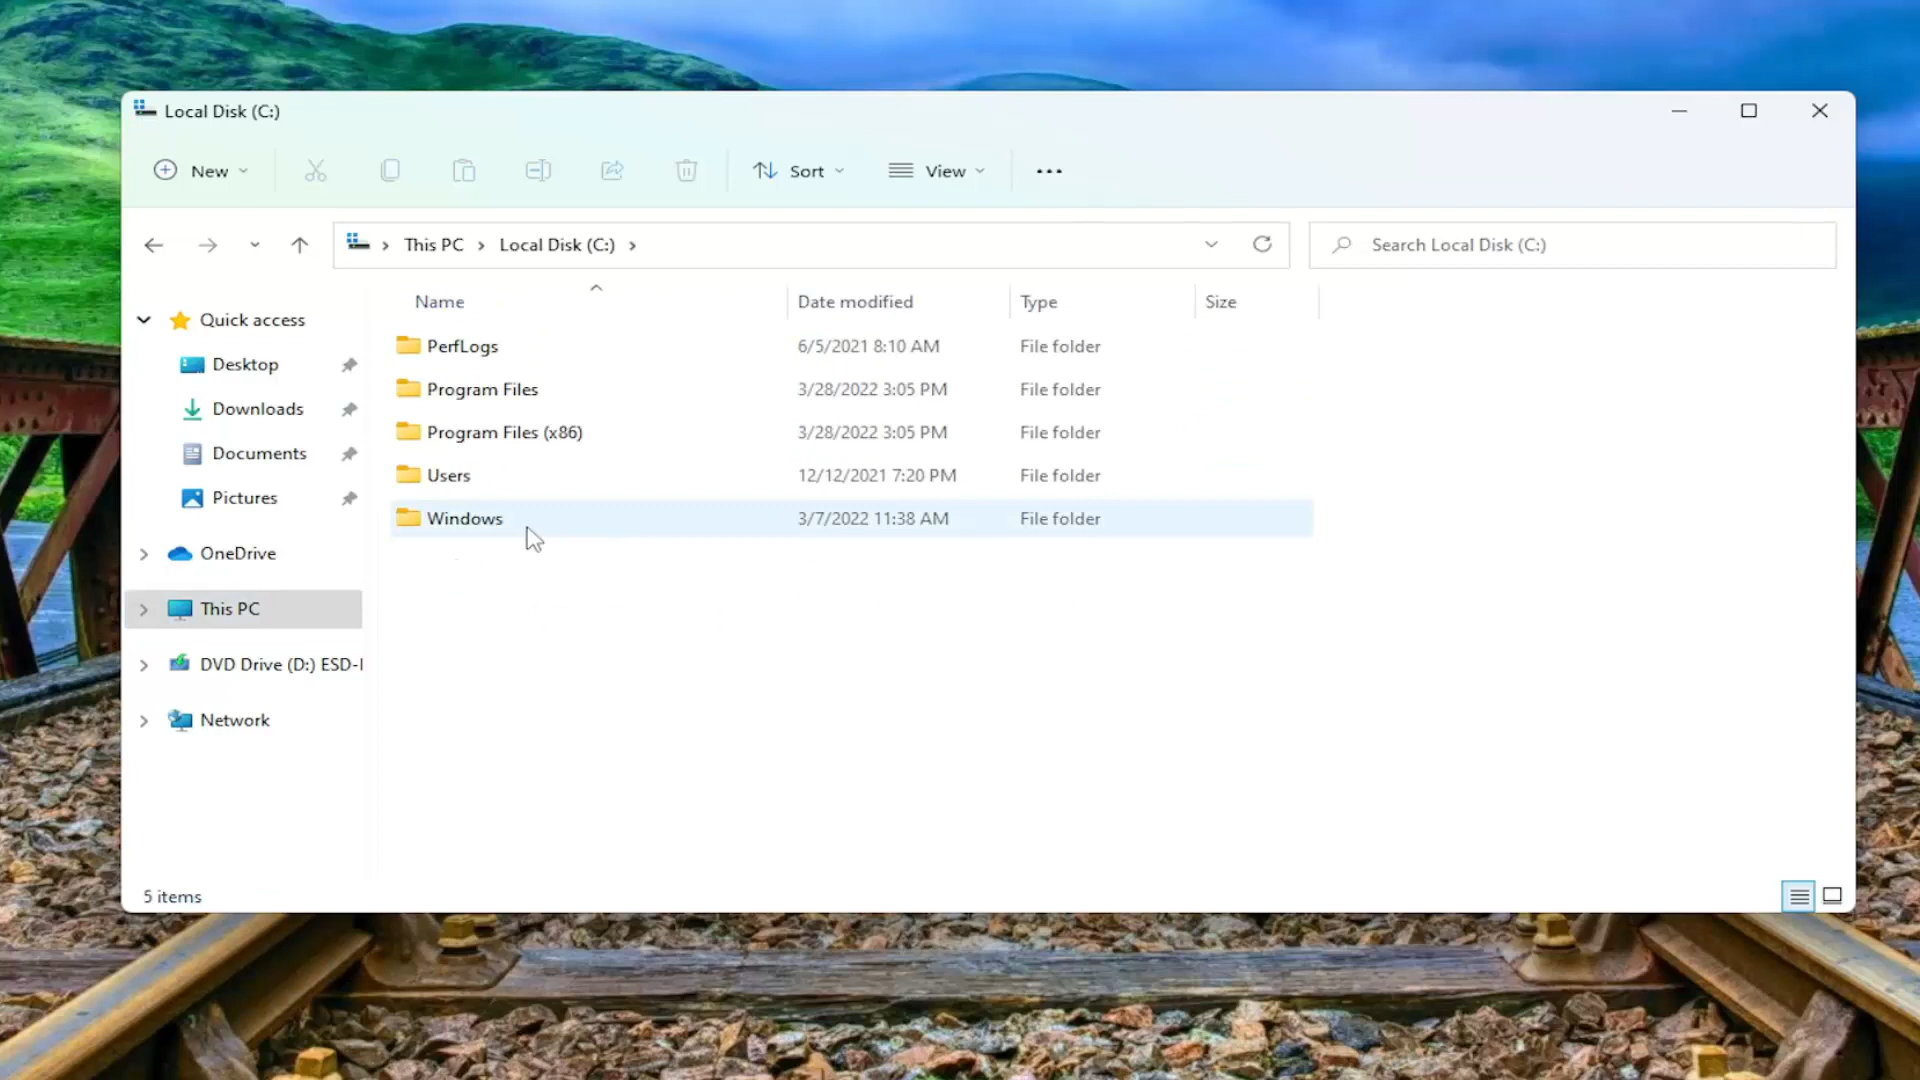 Local Disk (C:)
New
Sort
View
This PC
Local Disk (C:)
Search Local Disk (C:)
Name
Date modified
Type
Size
Quick access
Desktop
Downloads
Documents
Pictures
OneDrive
This PC
DVD Drive (D:) ESD-I
Network
PerfLogs 6/5/2021 8:10 AM File folder
Program Files 3/28/2022 3:05 PM File folder
Program Files (x86) 3/28/2022 3:05 PM File folder
Users 12/12/2021 7:20 PM File folder
Windows 3/7/2022 11:38 AM File folder
5 items